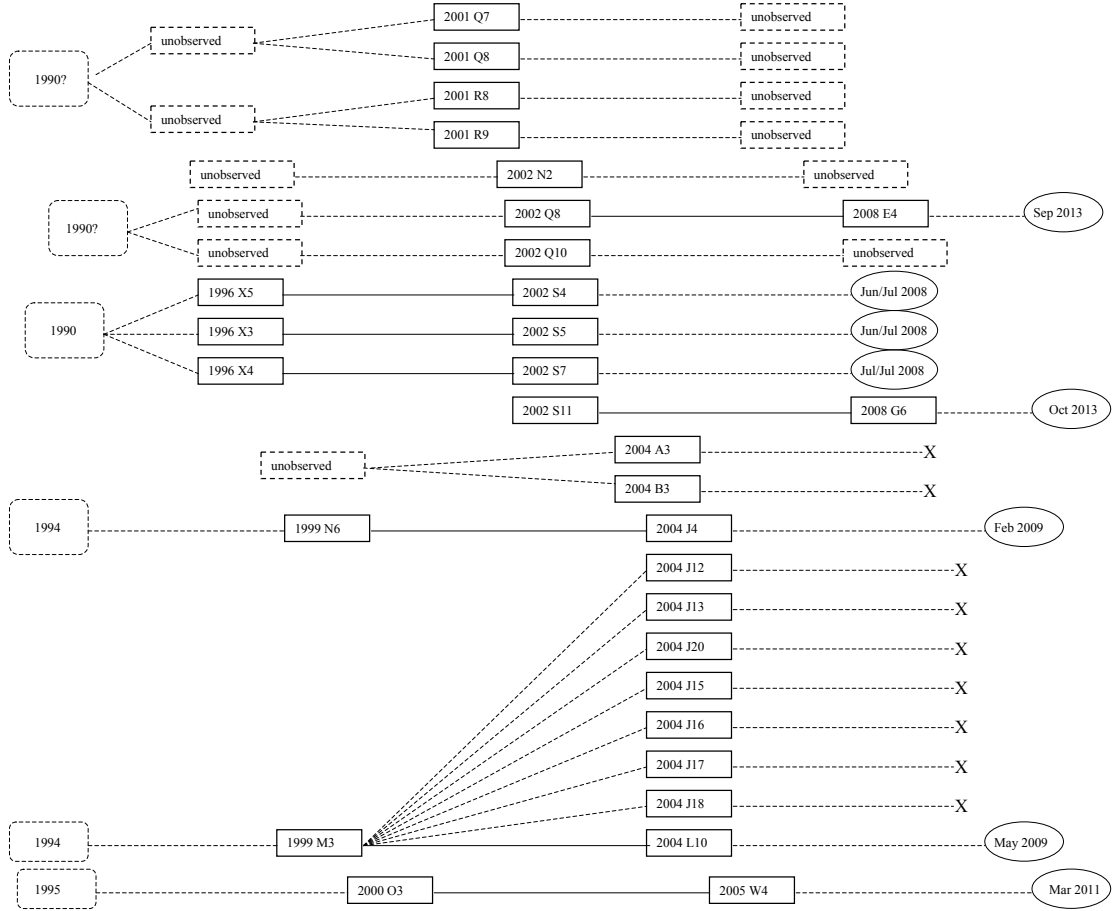 2001 Q7
unobserved
unobserved
2001 Q8
unobserved
1990?
2001 R8
unobserved
unobserved
2001 R9
unobserved
unobserved
2002 N2
unobserved
unobserved
2002 Q8
2008 E4
Sep 2013
1990?
unobserved
2002 Q10
unobserved
1996 X5
2002 S4
Jun/Jul 2008
1990
1996 X3
2002 S5
Jun/Jul 2008
1996 X4
2002 S7
Jul/Jul 2008
2002 S11
2008 G6
Oct 2013
2004 A3
X
unobserved
2004 B3
X
1994
1999 N6
2004 J4
Feb 2009
2004 J12
X
2004 J13
X
2004 J20
X
2004 J15
X
2004 J16
X
2004 J17
X
2004 J18
X
1994
1999 M3
2004 L10
May 2009
1995
2000 O3
2005 W4
Mar 2011